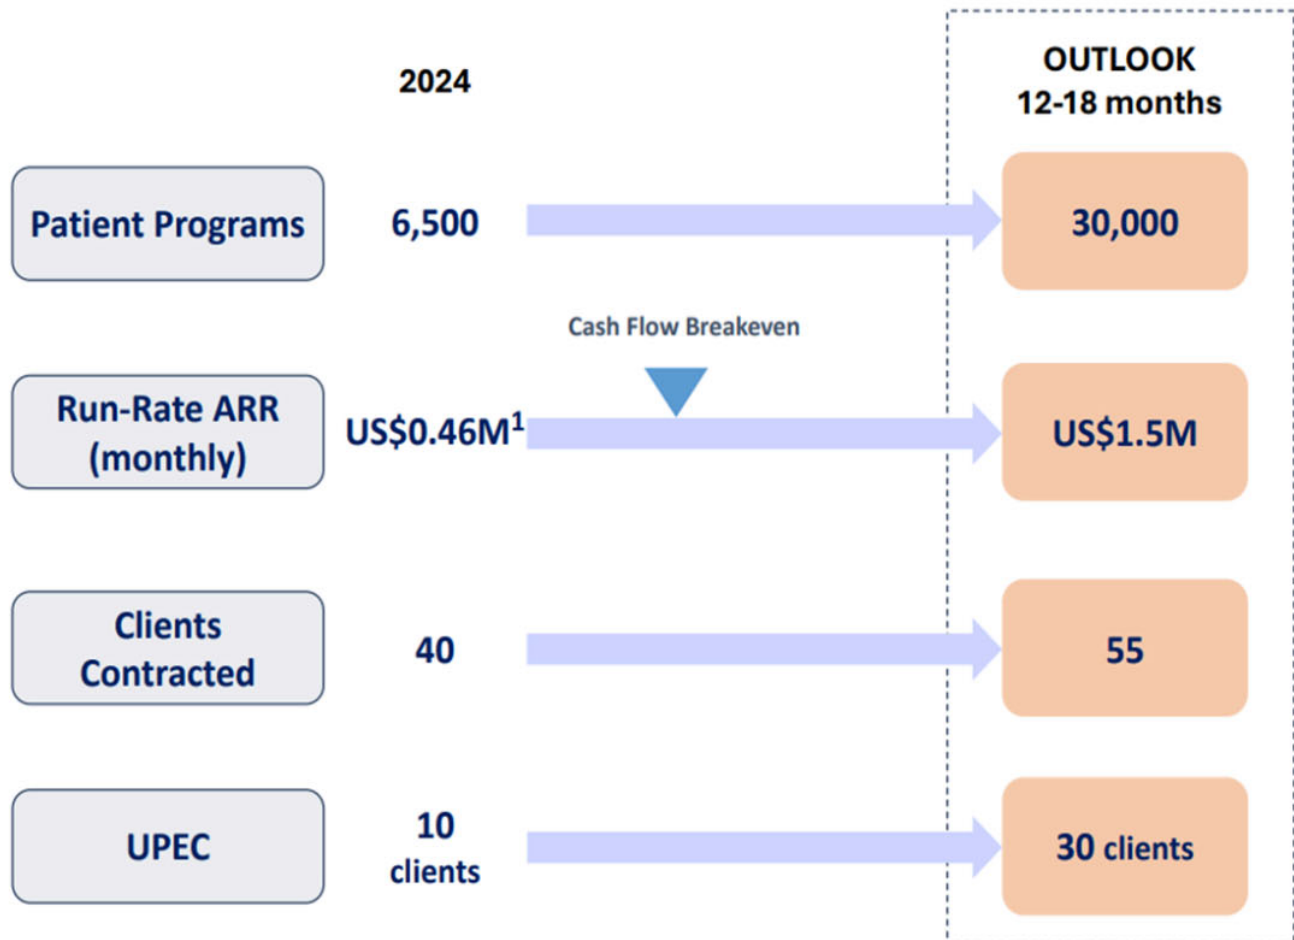 2024
OUTLOOK
12-18 months
Patient Programs
6,500
30,000
Cash Flow Breakeven
Run-Rate ARR
(monthly)
US$0.46M¹
US$1.5M
Clients
Contracted
40
55
UPEC
10
clients
30 clients